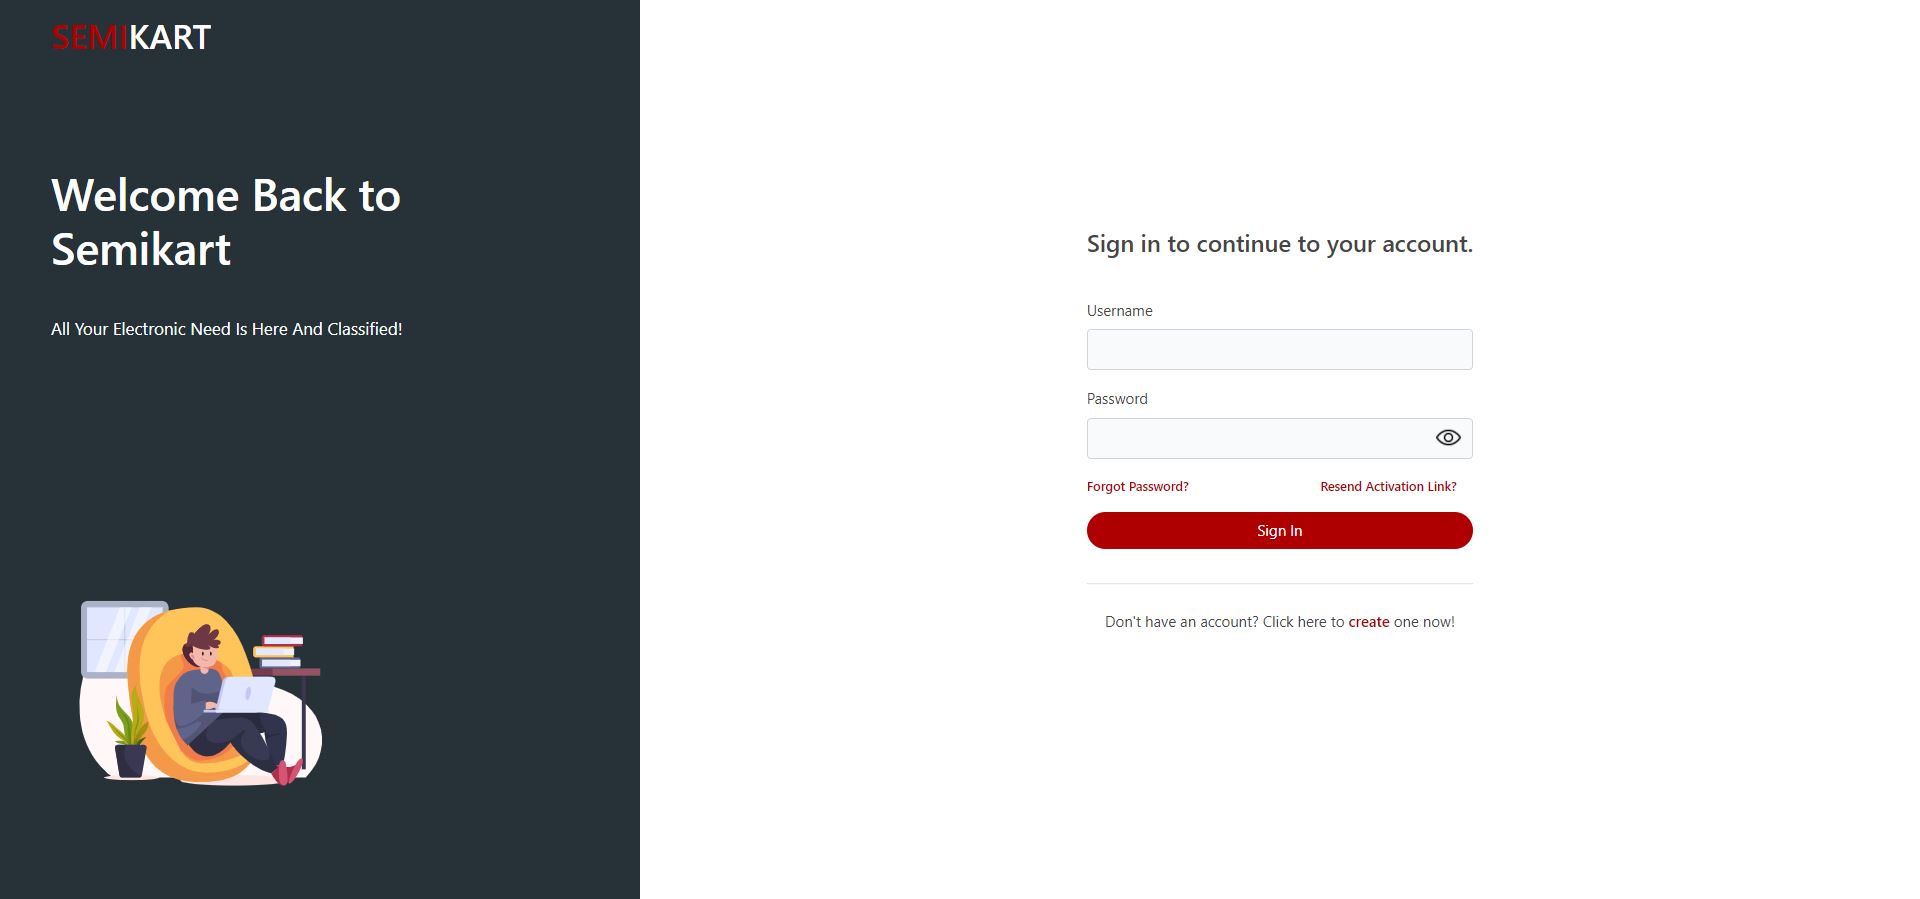 SEMIKART
Welcome Back to
Semikart
All Your Electronic Need Is Here And Classified!
Sign in to continue to your account.
Username
Password
Forgot Password? Resend Activation Link?
Sign In
Don't have an account? Click here to create one now!